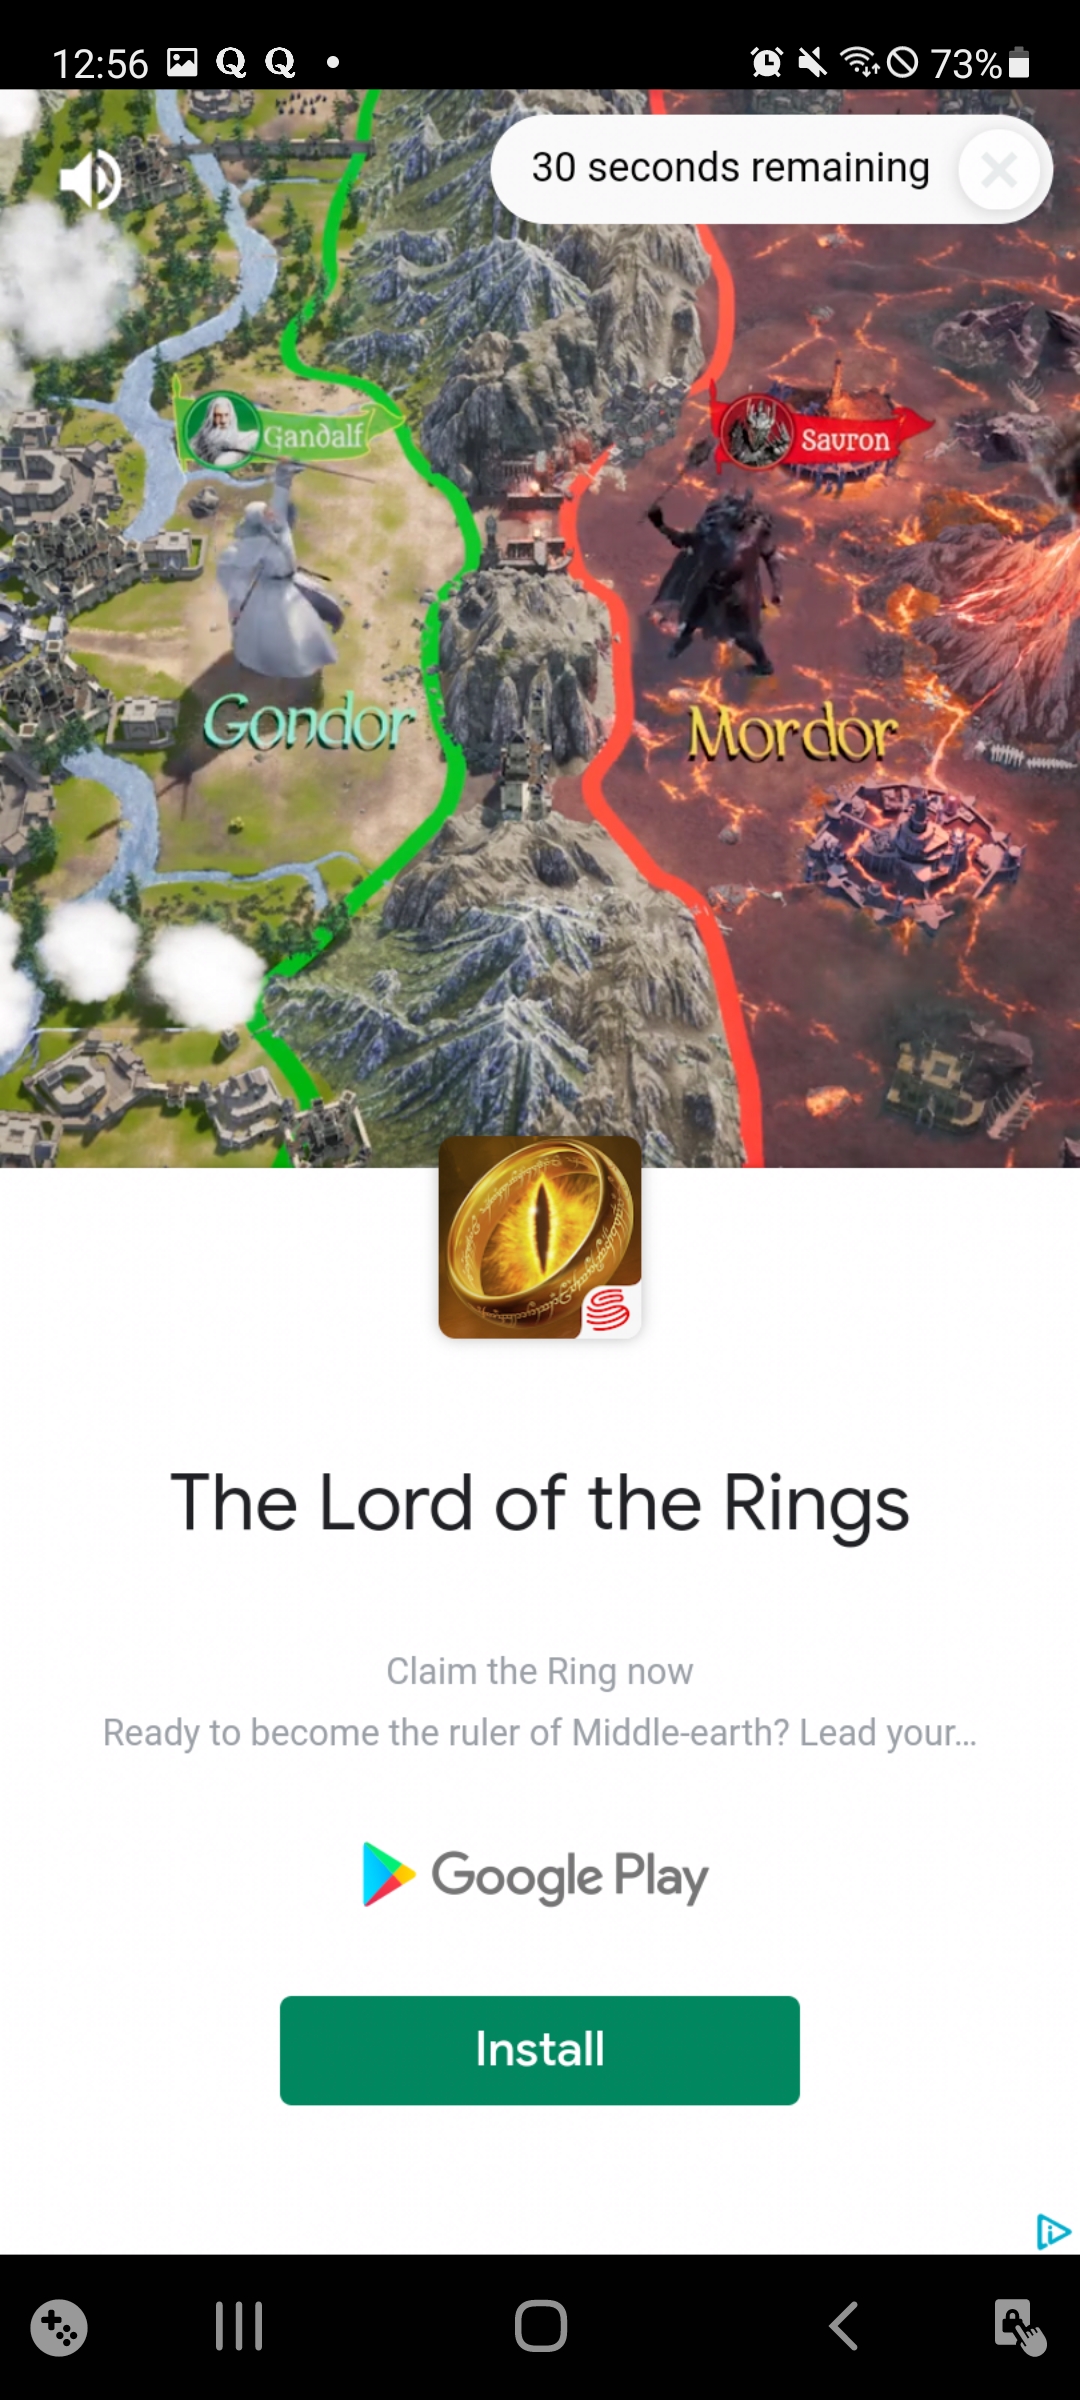 12:56
73%
30 seconds remaining
Gandalf
Sauron
Gondor
Mordor
The Lord of the Rings
Claim the Ring now
Ready to become the ruler of Middle-earth? Lead your...
Google Play
Install